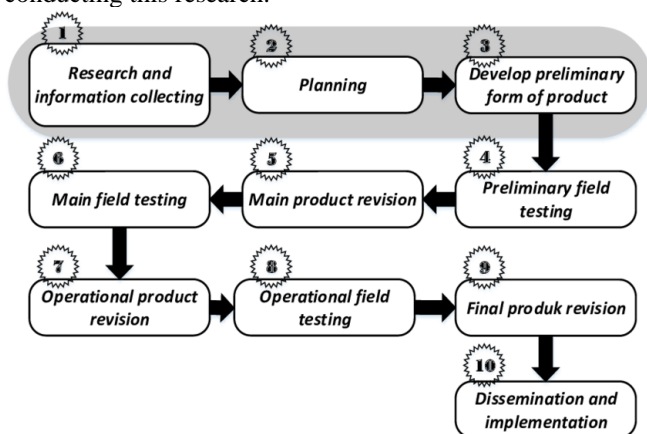 conducting this research.
1
Research and
information collecting
2
Planning
3
Develop preliminary
form of product
6
Main field testing
5
Main product revision
4
Preliminary field
testing
7
Operational product
revision
8
Operational field
testing
9
Final produk revision
10
Dissemination and
implementation